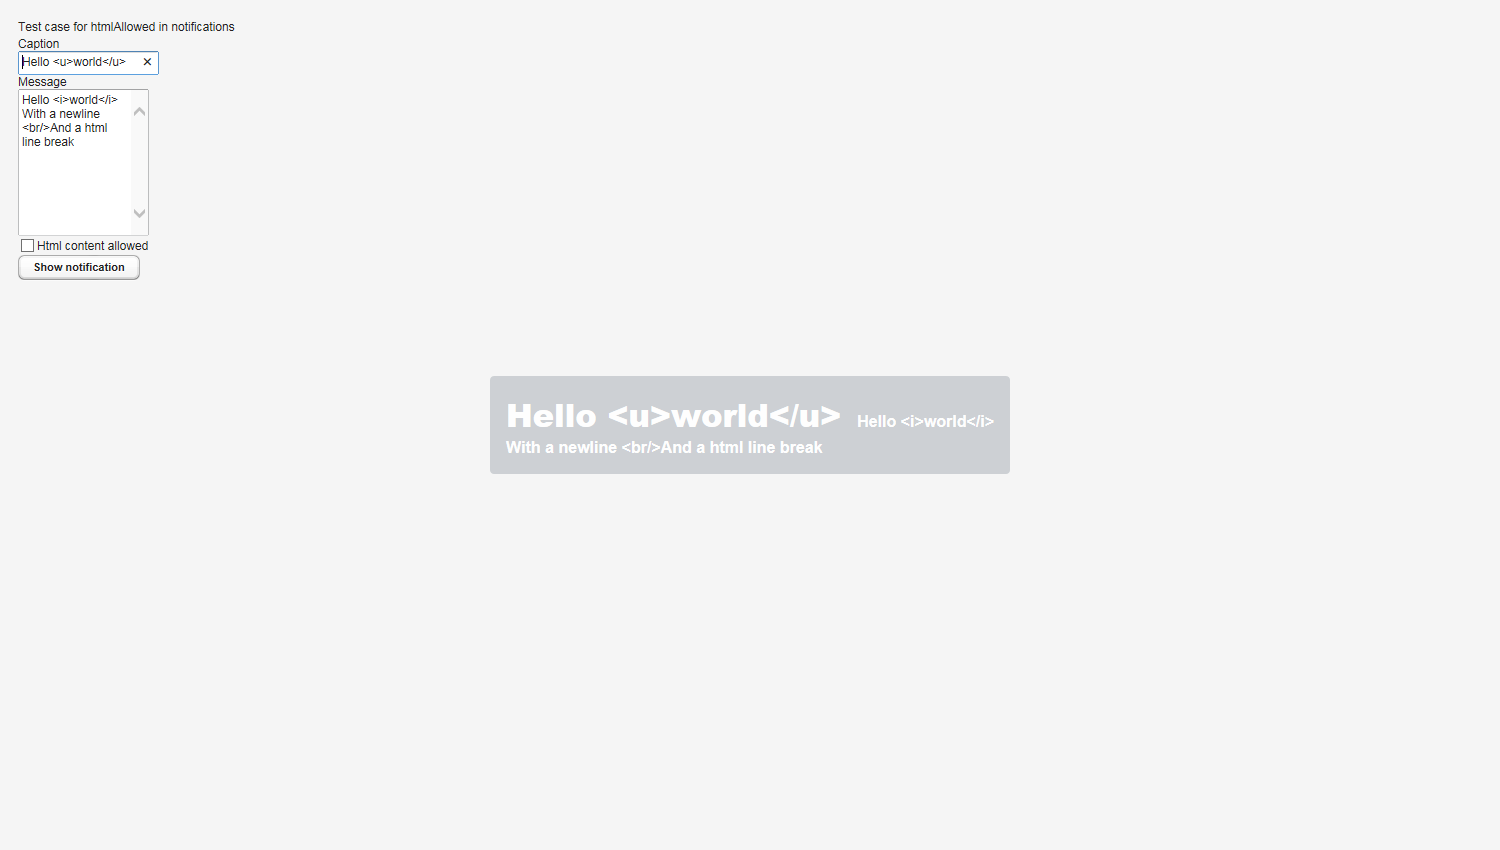 Test case for htmlAllowed in notifications
Caption
Hello <u>world</u>
Message
Hello <i>world</i>
With a newline
<br/>And a html
line break
Html content allowed
Show notification
Hello <u>world</u> Hello <i>world</i>
With a newline <br/>And a html line break